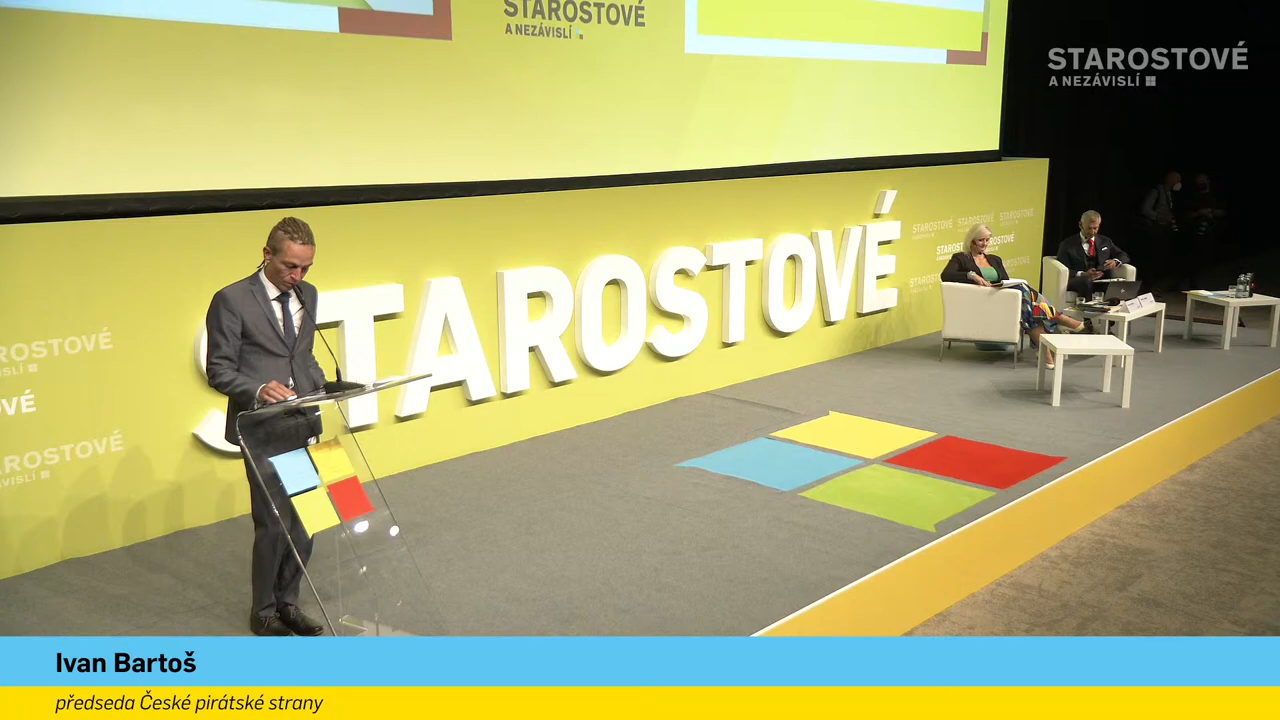 STAROSTOVÉ
A NEZÁVISLÍ
STAROSTOVÉ
A NEZÁVISLÍ
STAROSTOVÉ
STAROSTOVÉ STAROSTOVÉ STAROSTOVÉ
Ivan Bartoš
předseda České pirátské strany